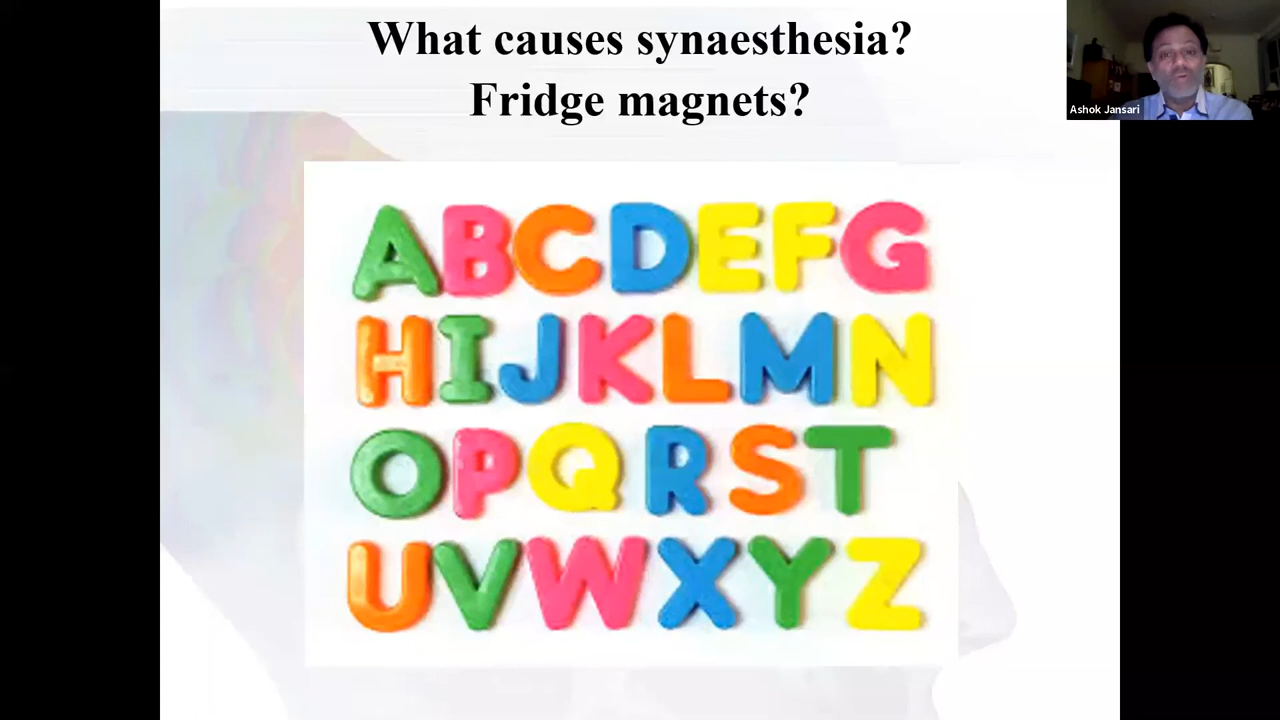 What causes synaesthesia?
Fridge magnets?
Ashok Jansari
ABCDEFG
HIJKLMN
OPQRST
UVWXYZ